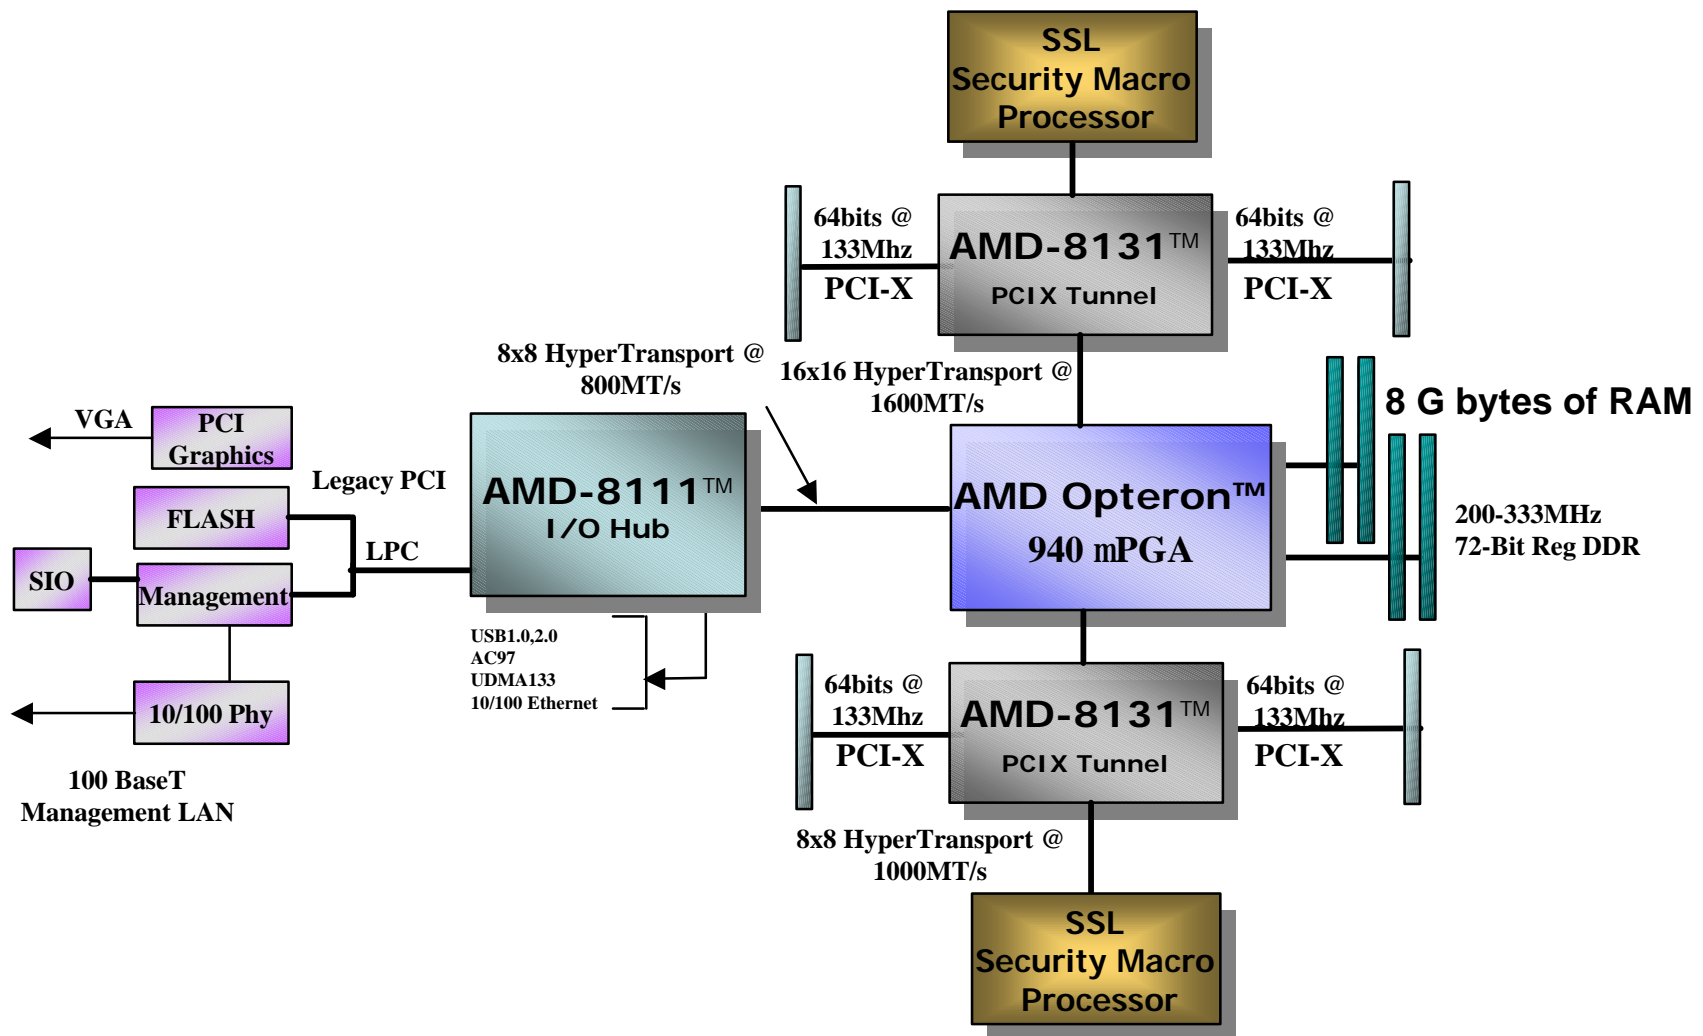 SSL
Security Macro
Processor
64bits @
133Mhz
PCI-X
AMD-8131™
PCIX Tunnel
64bits @
133Mhz
PCI-X
8x8 HyperTransport @
800MT/s
16x16 HyperTransport @
1600MT/s
8 G bytes of RAM
VGA
PCI
Graphics
Legacy PCI
FLASH
LPC
SIO
Management
AMD-8111™
I/O Hub
AMD Opteron™
940 mPGA
200-333MHz
72-Bit Reg DDR
USB1.0,2.0
AC97
UDMA133
10/100 Ethernet
10/100 Phy
100 BaseT
Management LAN
64bits @
133Mhz
PCI-X
AMD-8131™
PCIX Tunnel
64bits @
133Mhz
PCI-X
8x8 HyperTransport @
1000MT/s
SSL
Security Macro
Processor